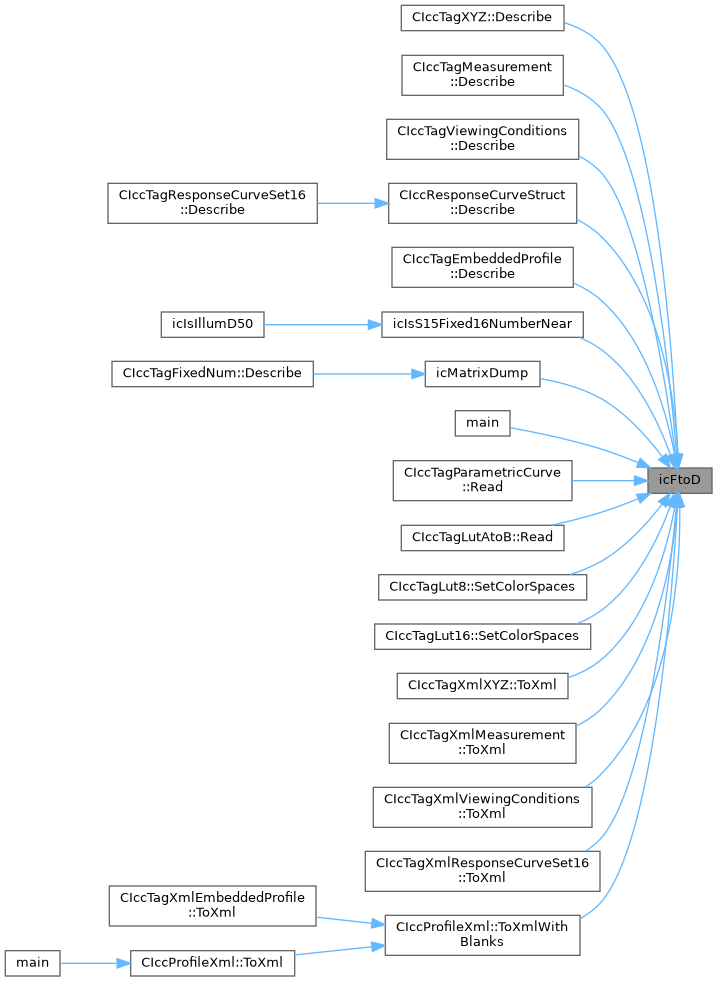 CIccTagXYZ::Describe
CIccTagMeasurement
::Describe
CIccTagViewingConditions
::Describe
CIccTagResponseCurveSet16
::Describe
CIccResponseCurveStruct
::Describe
CIccTagEmbeddedProfile
::Describe
icIsIllumD50
icIsS15Fixed16NumberNear
CIccTagFixedNum::Describe
icMatrixDump
main
icFtoD
CIccTagParametricCurve
::Read
CIccTagLutAtoB::Read
CIccTagLut8::SetColorSpaces
CIccTagLut16::SetColorSpaces
CIccTagXmlXYZ::ToXml
CIccTagXmlMeasurement
::ToXml
CIccTagXmlViewingConditions
::ToXml
CIccTagXmlResponseCurveSet16
::ToXml
CIccTagXmlEmbeddedProfile
::ToXml
CIccProfileXml::ToXmlWith
Blanks
main
CIccProfileXml::ToXml